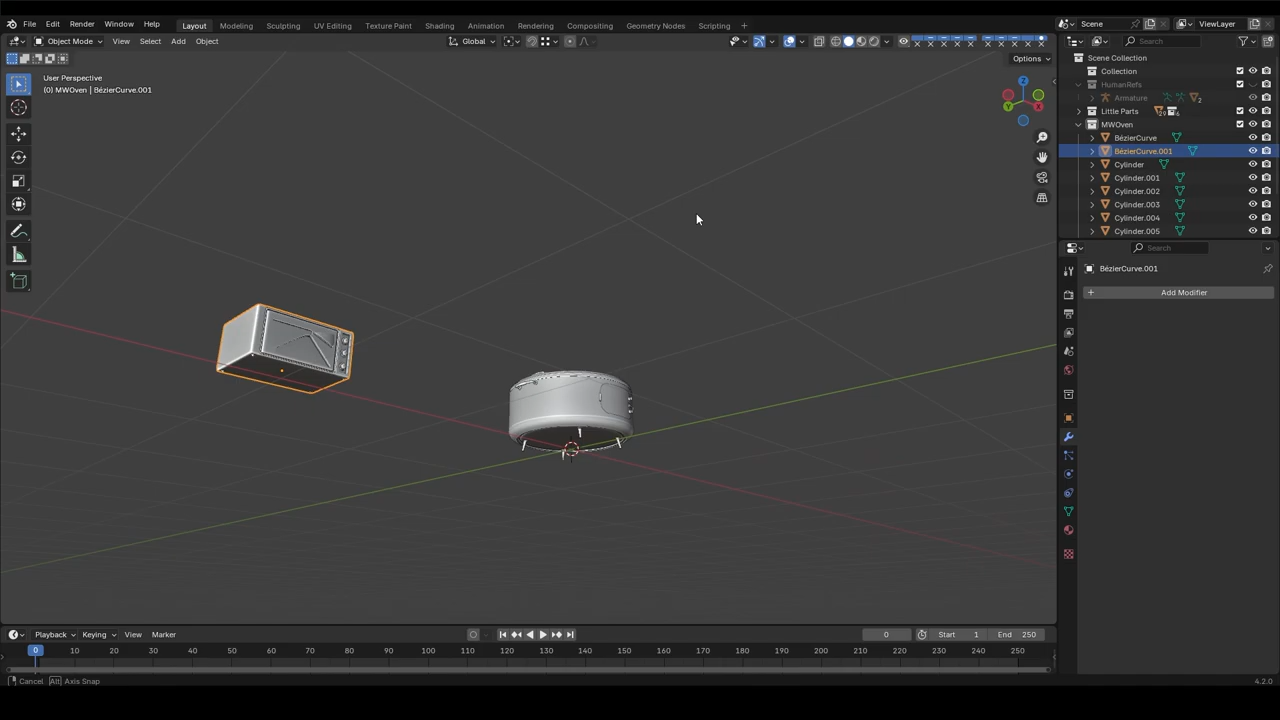 File Edit Render Window Help Layout Modeling Sculpting UV Editing Texture Paint Shading Animation Rendering Compositing Geometry Nodes Scripting + Scene ViewLayer
Object Mode View Select Add Object Global Search
Options
User Perspective
(0) MWOven | BézierCurve.001
Scene Collection
Collection
HumanRefs
Armature 2
Little Parts
MWOven
BézierCurve
BézierCurve.001
Cylinder
Cylinder.001
Cylinder.002
Cylinder.003
Cylinder.004
Cylinder.005
Search
BézierCurve.001
+ Add Modifier
Z
Y X
Playback Keying View Marker 0 Start 1 End 250
0 10 20 30 40 50 60 70 80 90 100 110 120 130 140 150 160 170 180 190 200 210 220 230 240 250
Cancel Alt Axis Snap 4.2.0